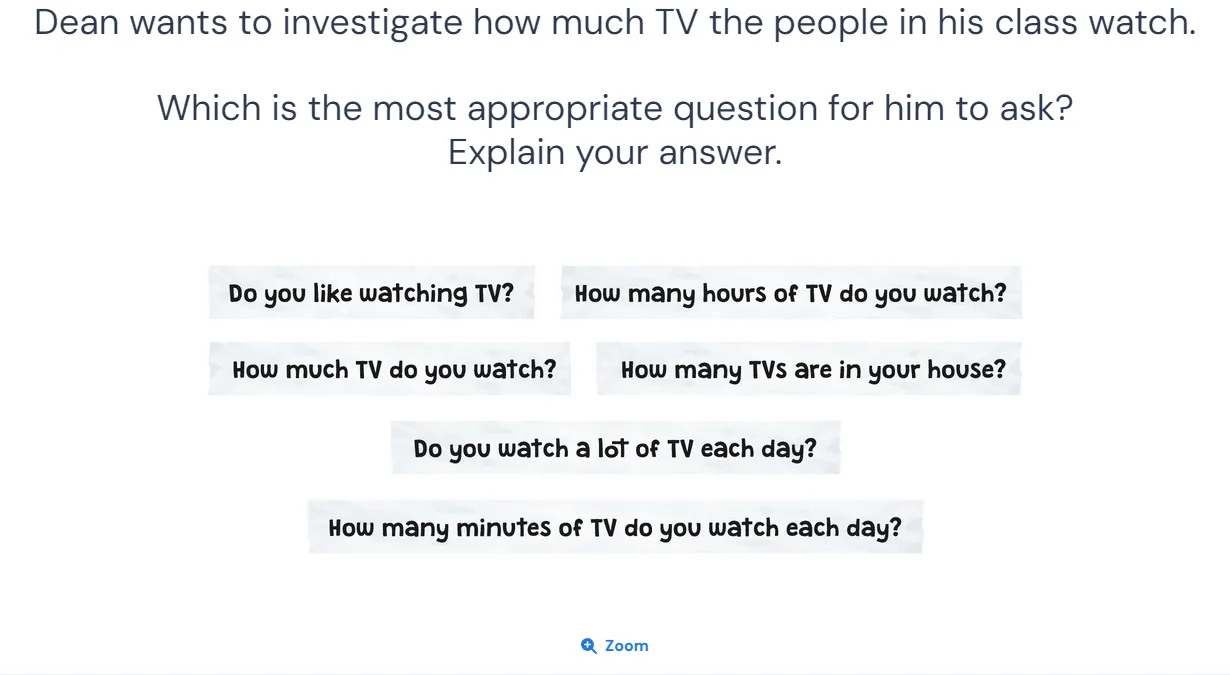 Dean wants to investigate how much TV the people in his class watch.
Which is the most appropriate question for him to ask?
Explain your answer.
Do you like watching TV?
How many hours of TV do you watch?
How much TV do you watch?
How many TVs are in your house?
Do you watch a lot of TV each day?
How many minutes of TV do you watch each day?
Zoom